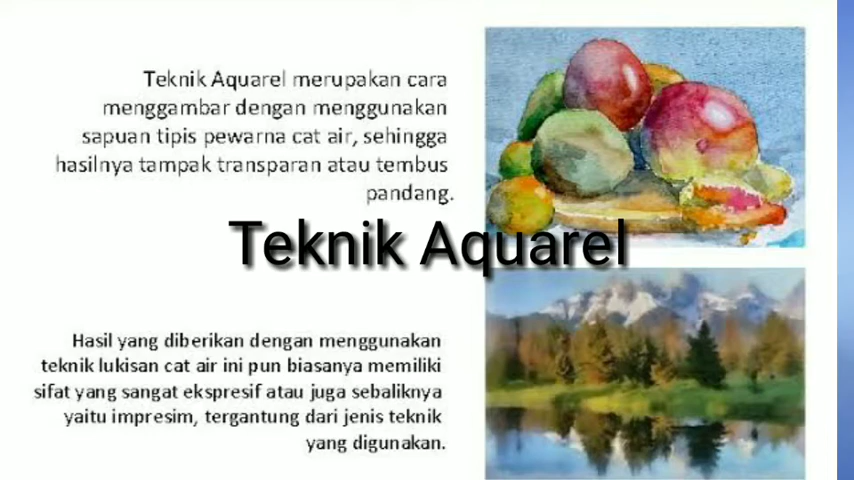 Teknik Aquarel merupakan cara
menggambar dengan menggunakan
sapuan tipis pewarna cat air, sehingga
hasilnya tampak transparan atau tembus
pandang.
Teknik Aquarel
Hasil yang diberikan dengan menggunakan
teknik lukisan cat air ini pun biasanya memiliki
sifat yang sangat ekspresif atau juga sebaliknya
yaitu impresim, tergantung dari jenis teknik
yang digunakan.